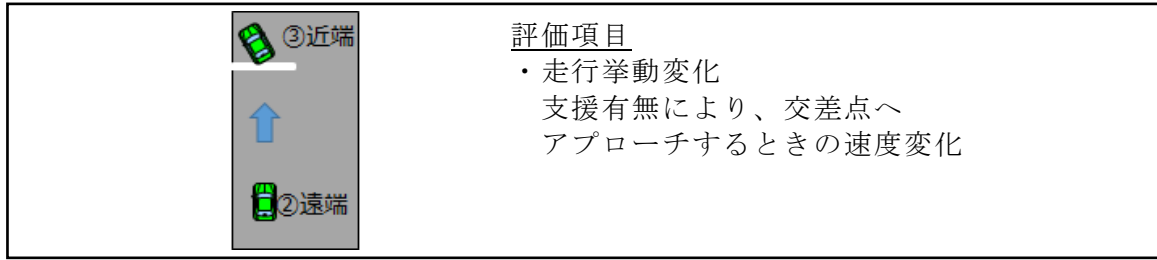 ③近端
②遠端
評価項目
・走行挙動変化
支援有無により、交差点へ
アプローチするときの速度変化